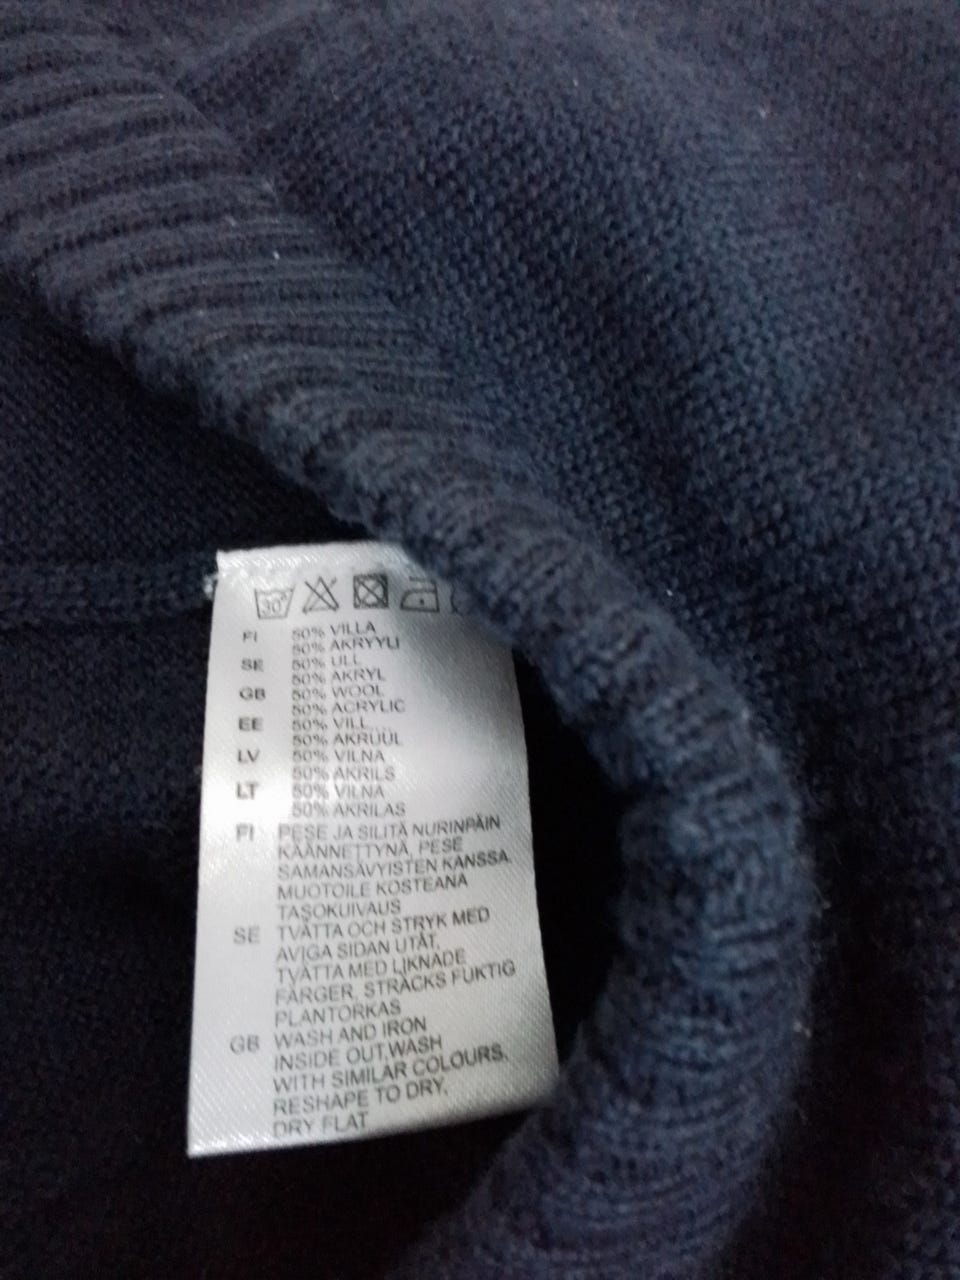 30°
FI 50% VILLA
50% AKRYYLI
SE 50% ULL
50% AKRYL
GB 50% WOOL
50% ACRYLIC
EE 50% VILL
50% AKRÜÜL
LV 50% VILNA
50% AKRILS
LT 50% VILNA
50% AKRILAS
FI PESE JA SILITÄ NURINPÄIN
KÄÄNNETTYNÄ, PESE
SAMANSÄVYISTEN KANSSA.
MUOTOILE KOSTEANA
TASOKUIVAUS
SE TVÄTTA OCH STRYK MED
AVIGA SIDAN UTÅT,
TVÄTTA MED LIKNADE
FÄRGER, STRÄCKS FUKTIG
PLANTORKAS
GB WASH AND IRON
INSIDE OUT,WASH
WITH SIMILAR COLOURS,
RESHAPE TO DRY,
DRY FLAT